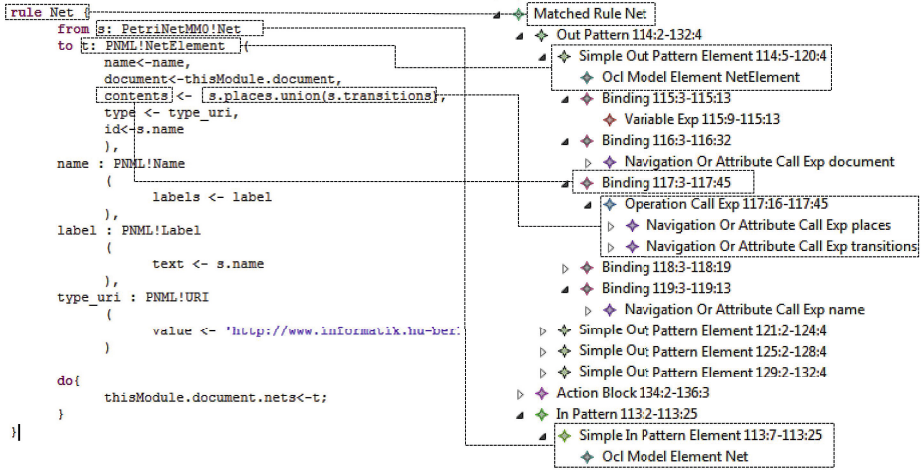 rule Net {
from s: PetriNetMM0!Net
to t: PNML!NetElement (
name<-name,
document<-thisModule.document,
contents <- s.places.union(s.transitions),
type <- type_uri,
id<-s.name
),
name : PNML!Name
(
labels <- label
),
label : PNML!Label
(
text <- s.name
),
type_uri : PNML!URI
(
value <- 'http://www.informatik.hu-ber
)
do{
thisModule.document.nets<-t;
}
}
Matched Rule Net
Out Pattern 114:2-132:4
Simple Out Pattern Element 114:5-120:4
Ocl Model Element NetElement
Binding 115:3-115:13
Variable Exp 115:9-115:13
Binding 116:3-116:32
Navigation Or Attribute Call Exp document
Binding 117:3-117:45
Operation Call Exp 117:16-117:45
Navigation Or Attribute Call Exp places
Navigation Or Attribute Call Exp transitions
Binding 118:3-118:19
Binding 119:3-119:13
Navigation Or Attribute Call Exp name
Simple Out Pattern Element 121:2-124:4
Simple Out Pattern Element 125:2-128:4
Simple Out Pattern Element 129:2-132:4
Action Block 134:2-136:3
In Pattern 113:2-113:25
Simple In Pattern Element 113:7-113:25
Ocl Model Element Net